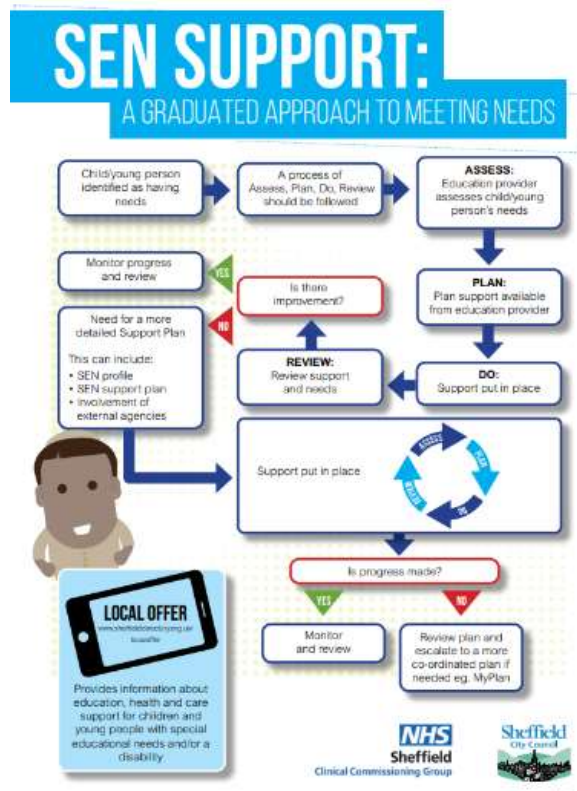 SEN SUPPORT:
A GRADUATED APPROACH TO MEETING NEEDS
Child/young person
identified as having
needs
A process of
Assess, Plan, Do, Review
should be followed
ASSESS:
Education provider
assesses child/young
person's needs
Monitor progress
and review
YES
Is there
improvement?
PLAN:
Plan support available
from education provider
Need for a more
detailed Support Plan
NO
This can include:
• SEN profile
• SEN support plan
• Involvement of
external agencies
REVIEW:
Review support
and needs
DO:
Support put in place
Support put in place
ASSESS
PLAN
DO
REVIEW
Is progress made?
YES
NO
Monitor
and review
Review plan and
escalate to a more
co-ordinated plan if
needed eg. MyPlan
LOCAL OFFER
Provides information about
education, health and care
support for children and
young people with special
educational needs and/or a
disability
NHS
Sheffield
Clinical Commissioning Group
Sheffield
City Council